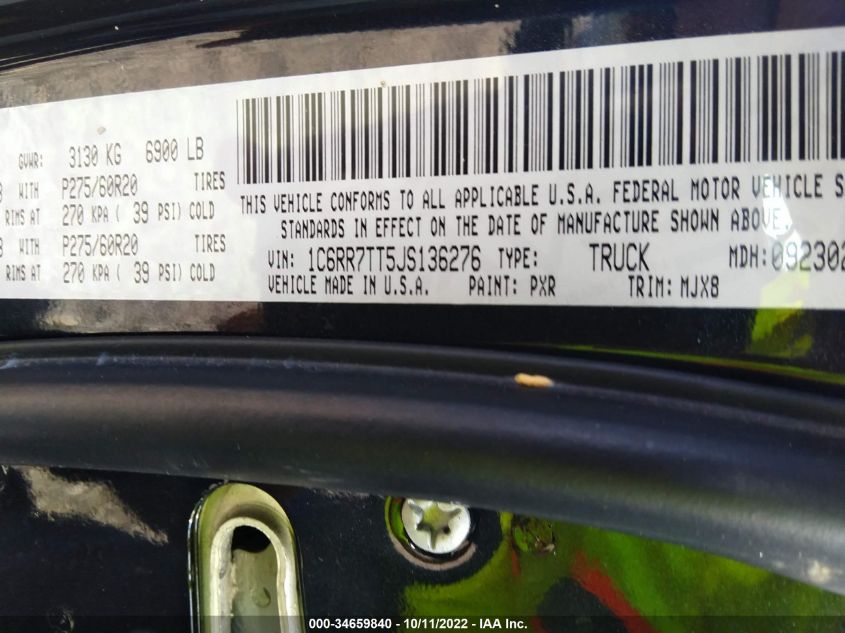 GVWR: 3130 KG 6900 LB
WITH P275/60R20 TIRES
RIMS AT 270 KPA ( 39 PSI) COLD
WITH P275/60R20 TIRES
RIMS AT 270 KPA ( 39 PSI) COLD
THIS VEHICLE CONFORMS TO ALL APPLICABLE U.S.A. FEDERAL MOTOR VEHICLE S
STANDARDS IN EFFECT ON THE DATE OF MANUFACTURE SHOWN ABOVE.
VIN: 1C6RR7TT5JS136276 TYPE: TRUCK MDH: 092302
VEHICLE MADE IN U.S.A. PAINT: PXR TRIM: MJX8
000-34659840 - 10/11/2022 - IAA Inc.